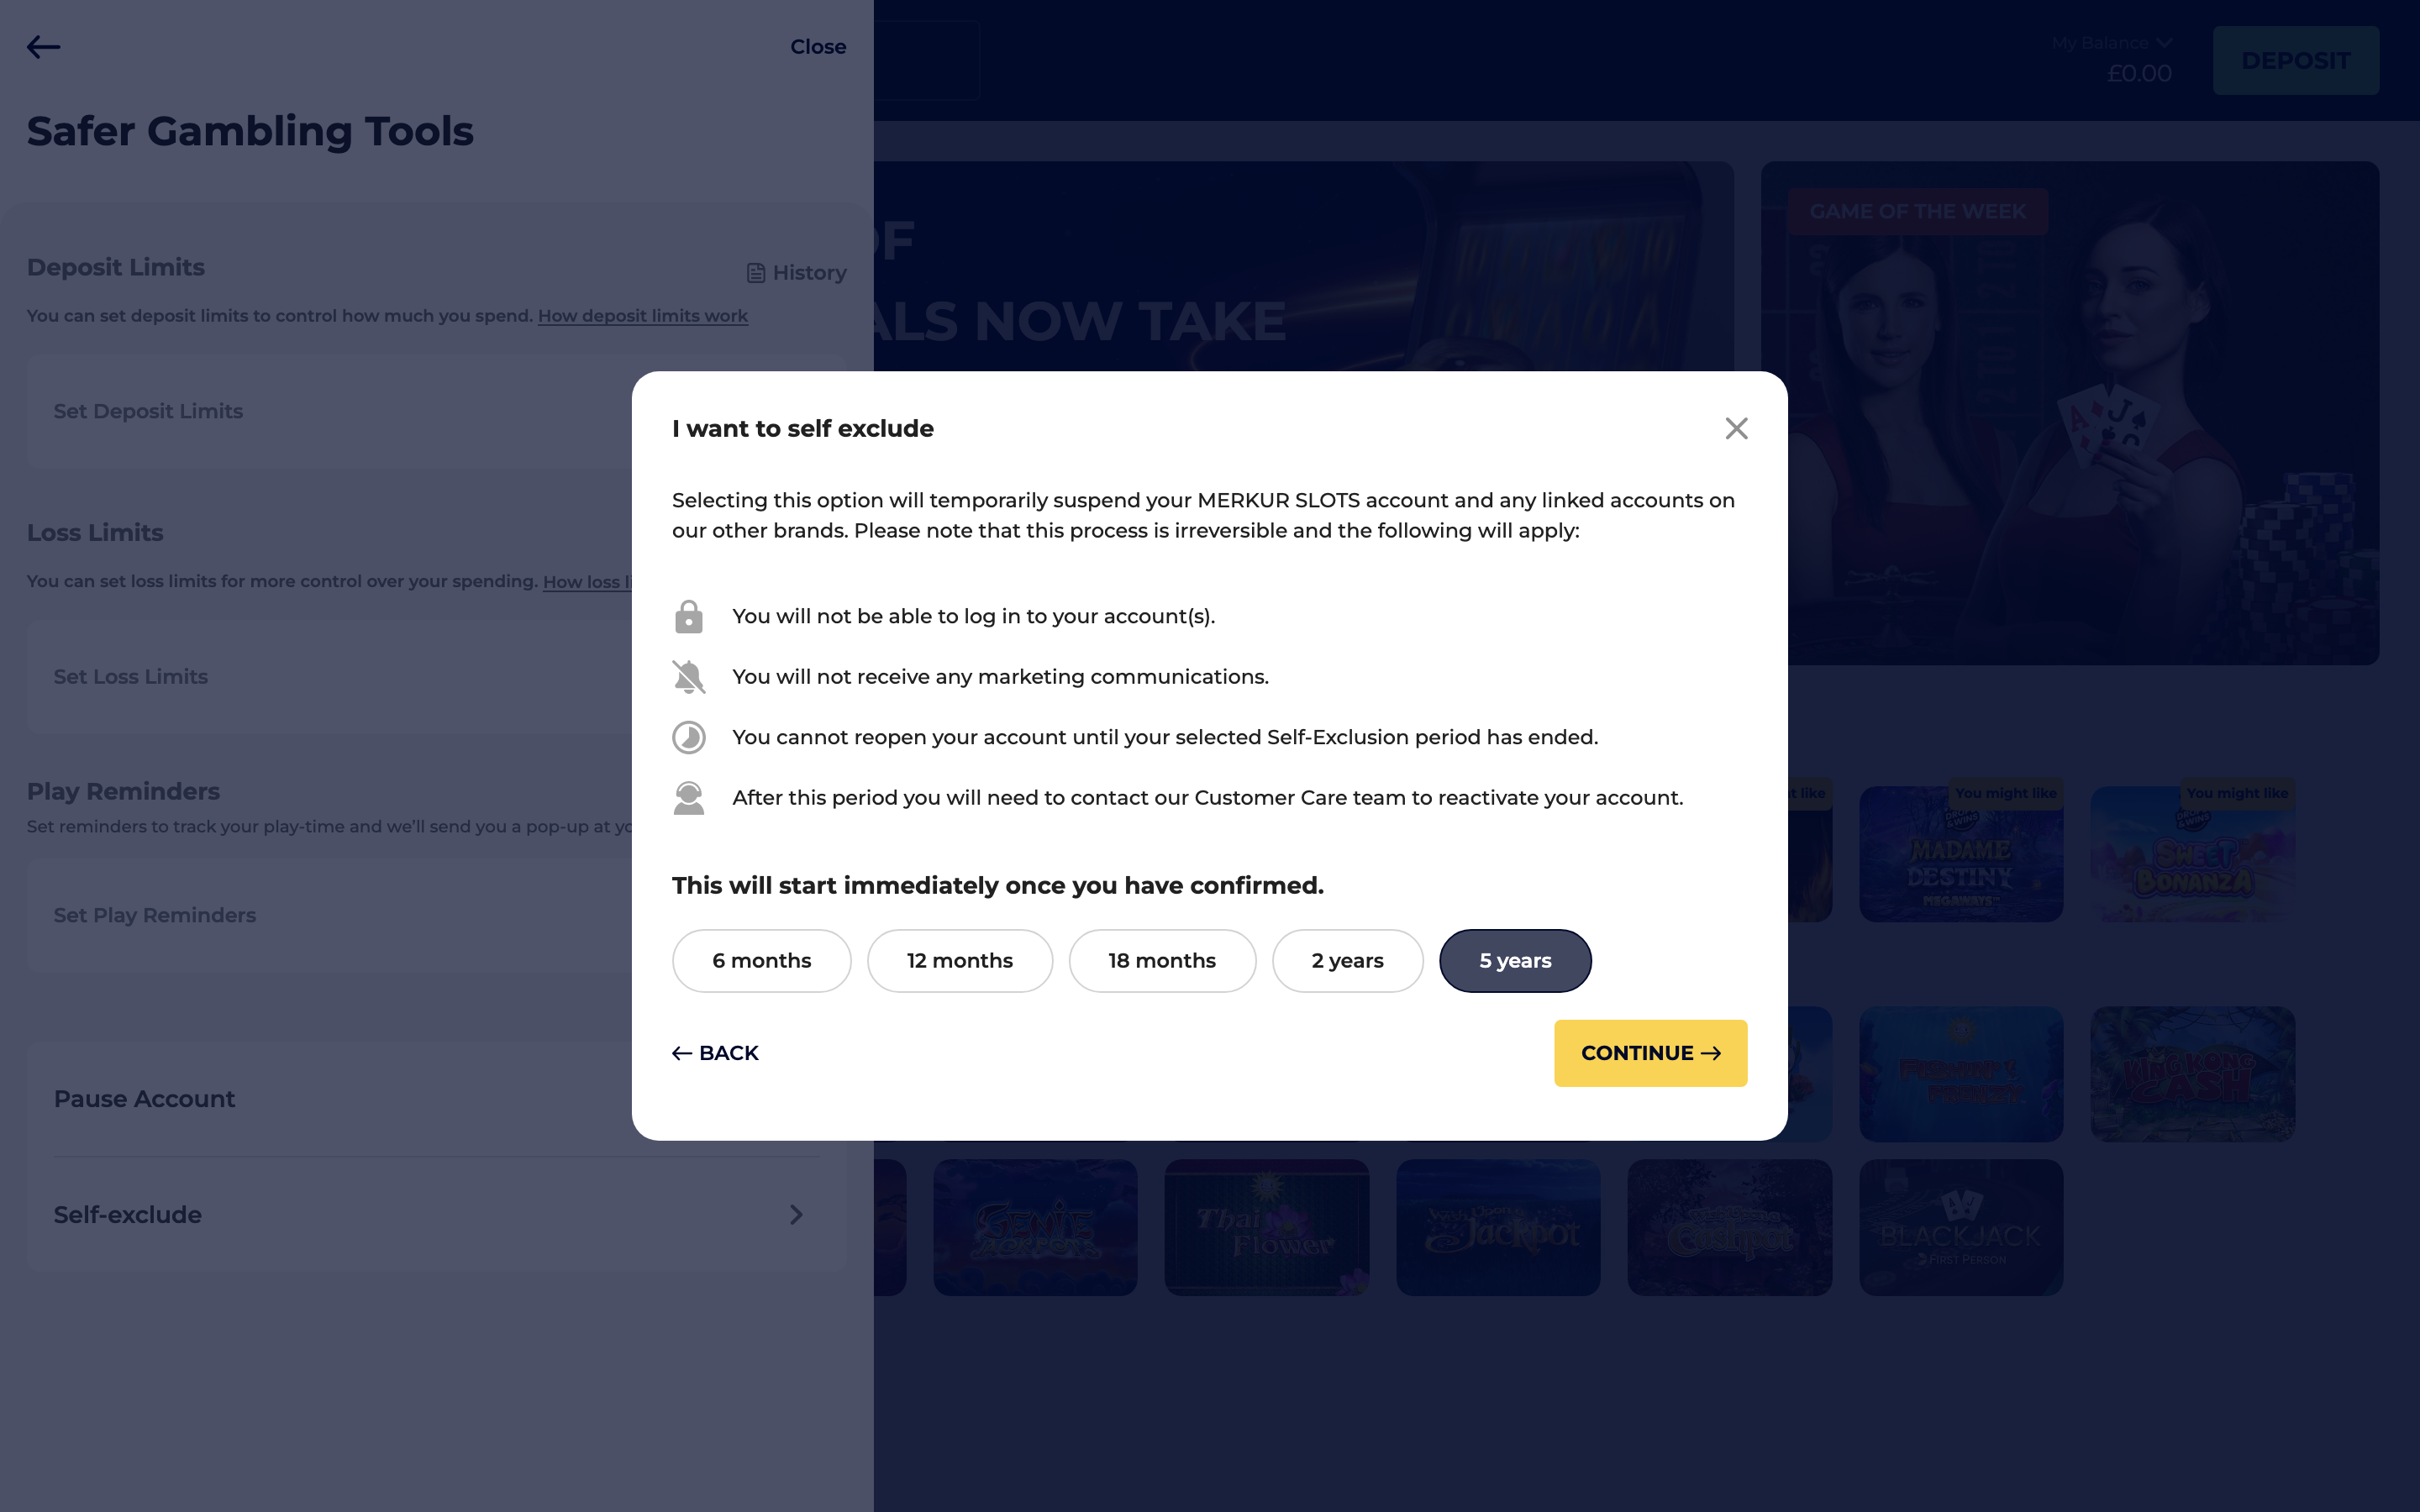 Close
My Balance
£0.00
DEPOSIT
Safer Gambling Tools
Deposit Limits
History
You can set deposit limits to control how much you spend. How deposit limits work
Set Deposit Limits
Loss Limits
You can set loss limits for more control over your spending. How loss
Set Loss Limits
Play Reminders
Set reminders to track your play-time and we'll send you a pop-up at
Set Play Reminders
Pause Account
Self-exclude
OF
ALS NOW TAKE
GAME OF THE WEEK
I want to self exclude
Selecting this option will temporarily suspend your MERKUR SLOTS account and any linked accounts on
our other brands. Please note that this process is irreversible and the following will apply:
You will not be able to log in to your account(s).
You will not receive any marketing communications.
You cannot reopen your account until your selected Self-Exclusion period has ended.
After this period you will need to contact our Customer Care team to reactivate your account.
This will start immediately once you have confirmed.
6 months
12 months
18 months
2 years
5 years
← BACK
CONTINUE →
like
You might like
You might like
MADAME
DESTINY
MEGAWAYS
SWEET
BONANZA
FISHIN'
FRENZY
KING KONG
CASH
GENIE
JACKPOTS
Thai
Flower
Wish Upon a
Jackpot
Cashpot
BLACKJACK
FIRST PERSON